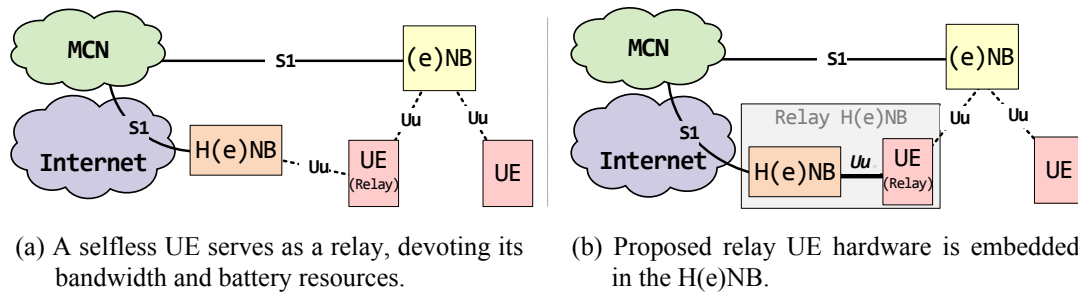 MCN
S1
(e)NB
Uu
Uu
S1
Internet
H(e)NB
Uu
UE
(Relay)
UE
(a) A selfless UE serves as a relay, devoting its
bandwidth and battery resources.
MCN
S1
(e)NB
Relay H(e)NB
Uu
Uu
S1
Internet
H(e)NB
Uu
UE
(Relay)
UE
(b) Proposed relay UE hardware is embedded
in the H(e)NB.